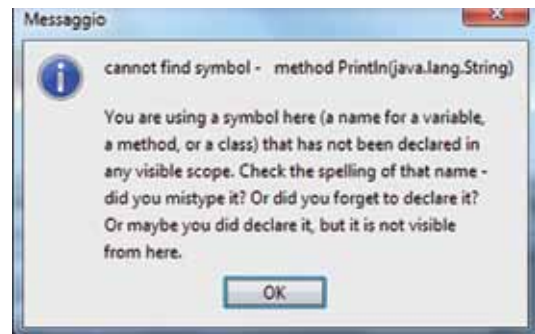 Messaggio
cannot find symbol - method Println(java.lang.String)
You are using a symbol here (a name for a variable,
a method, or a class) that has not been declared in
any visible scope. Check the spelling of that name -
did you mistype it? Or did you forget to declare it?
Or maybe you did declare it, but it is not visible
from here.
OK